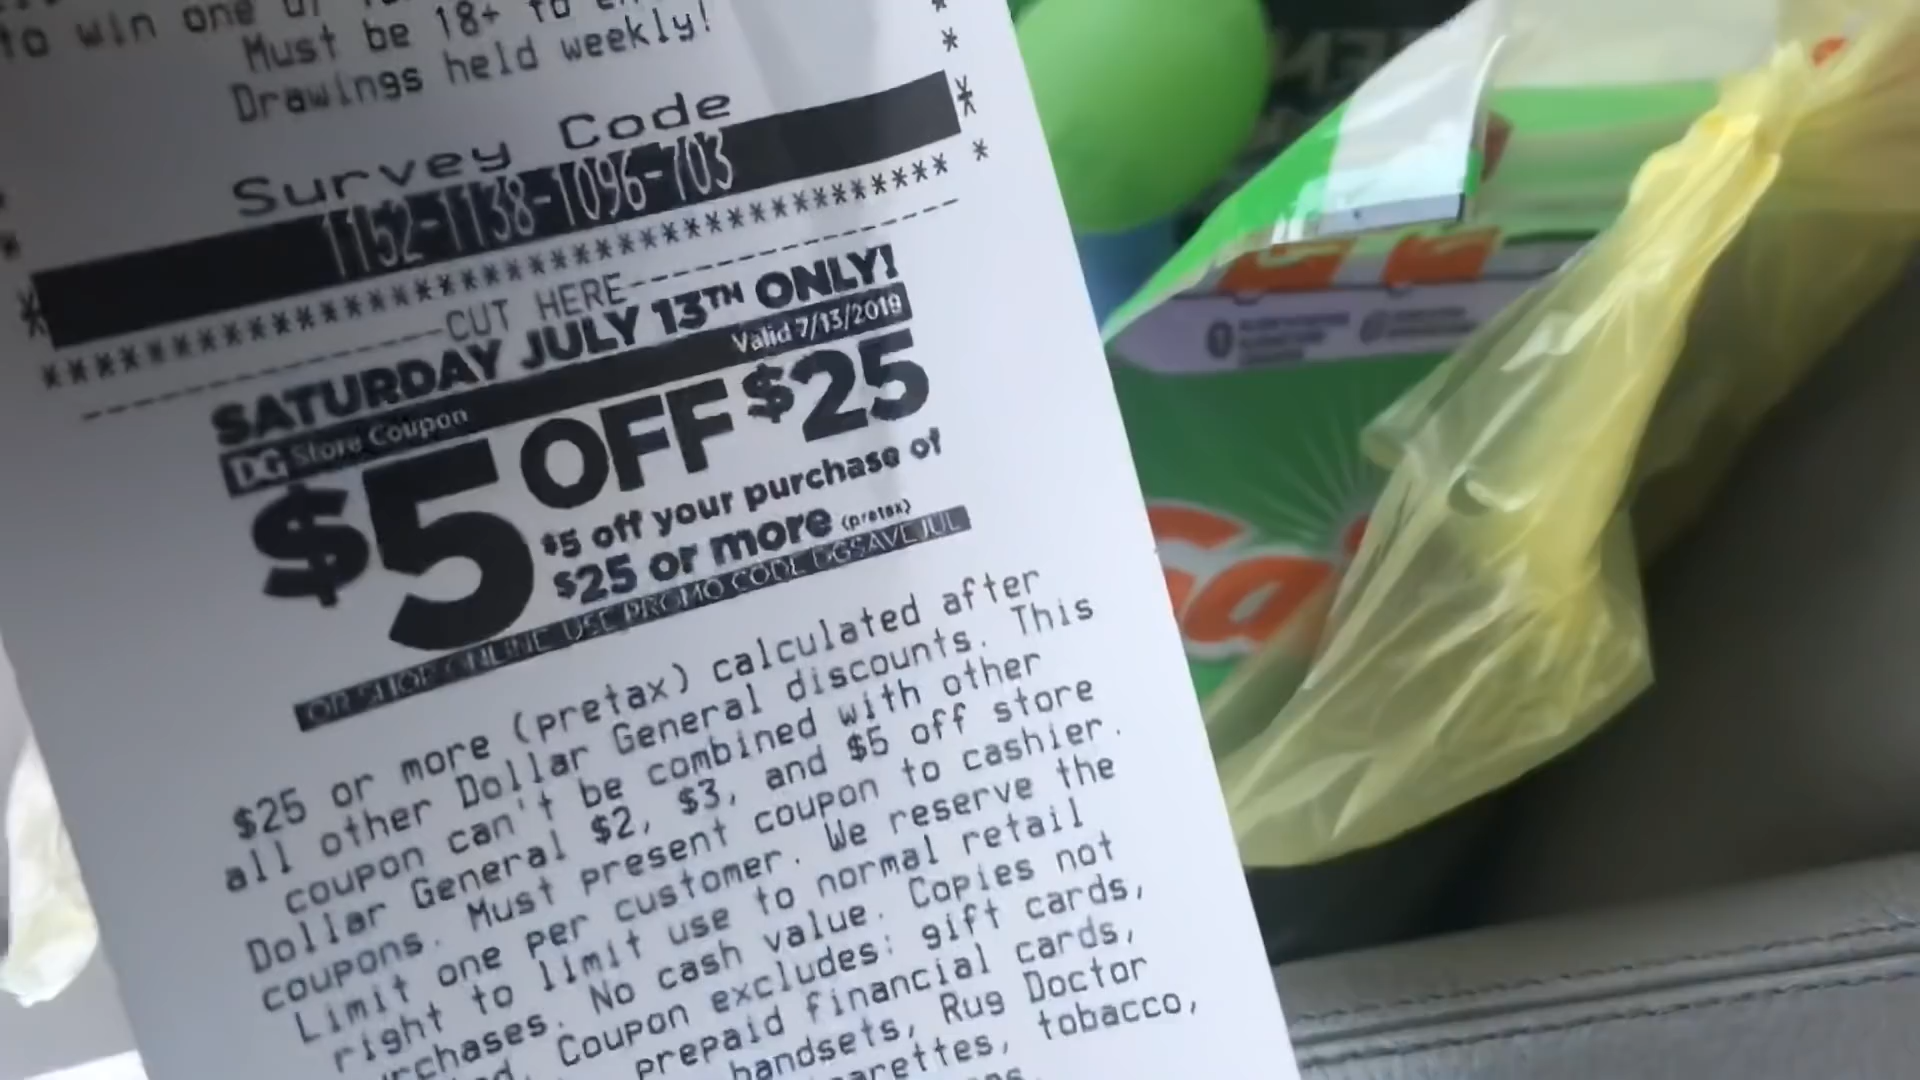 to win one of
Must be 18+ to
Drawings held weekly!
Survey Code
1152-1138-1096-703
CUT HERE
SATURDAY JULY 13TH ONLY!
DG Store Coupon Valid 7/13/2019
$5 OFF $25
$5 off your purchase of
$25 or more (pretax)
OR SHOP ONLINE USE PROMO CODE DGSAVEJUL
$25 or more (pretax) calculated after
all other Dollar General discounts. This
coupon can't be combined with other
Dollar General $2, $3, and $5 off store
coupons. Must present coupon to cashier.
Limit one per customer. We reserve the
right to limit use to normal retail
No cash value. Copies not
Coupon excludes: gift cards,
prepaid financial cards,
handsets, Rug Doctor
tobacco,